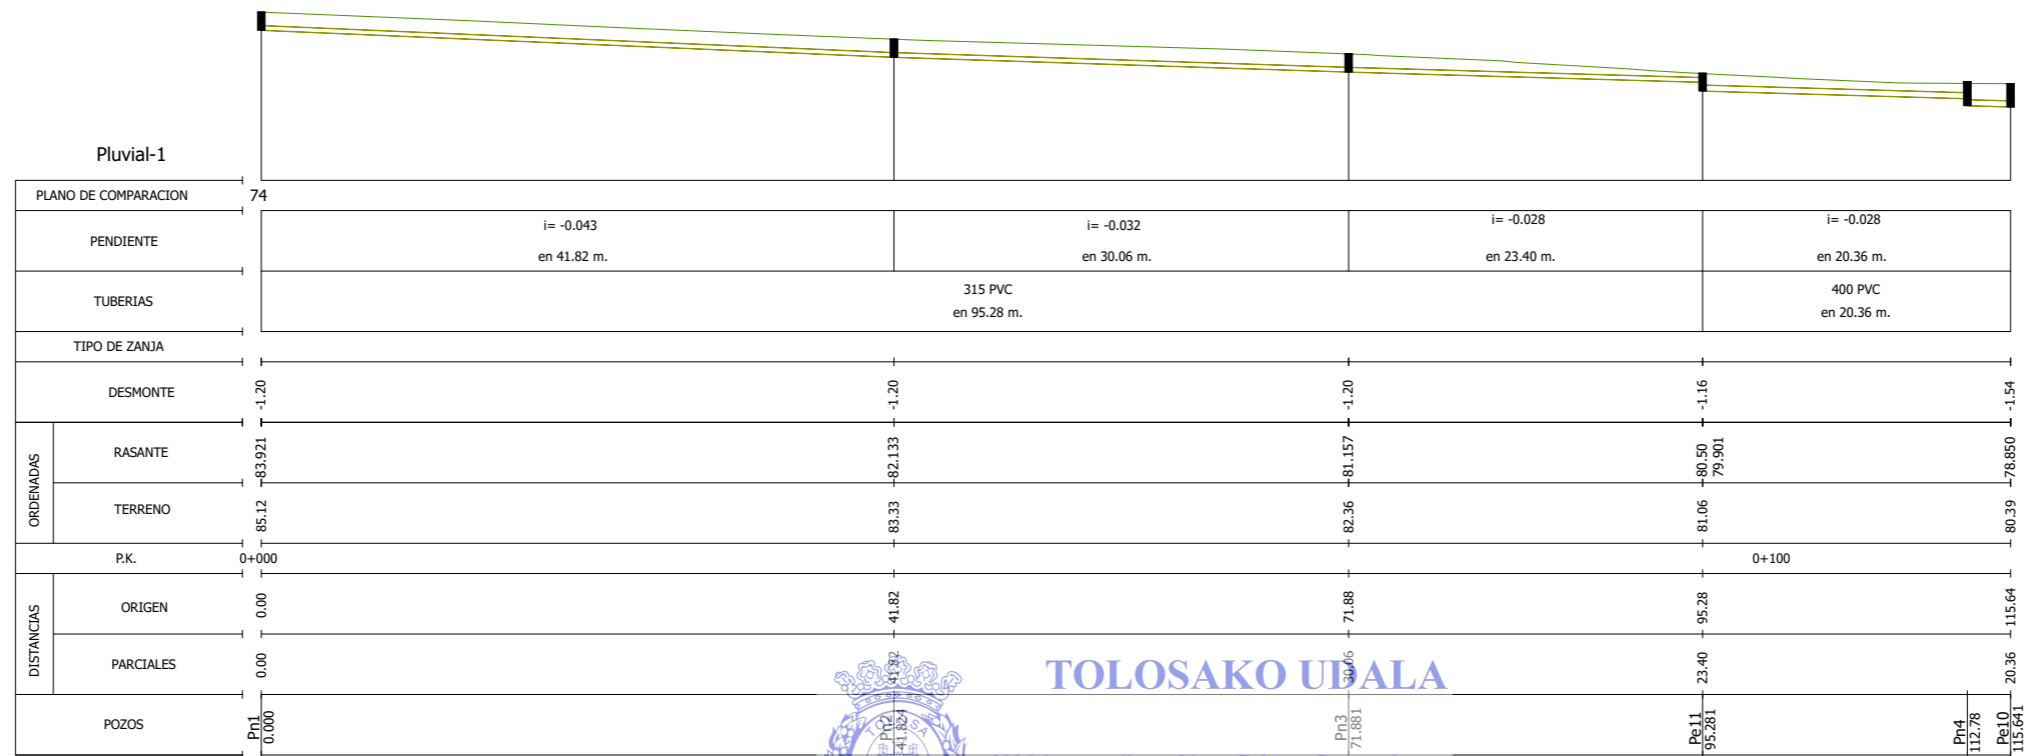 Pluvial-1
PLANO DE COMPARACION 74
PENDIENTE
i= -0.043 i= -0.032 i= -0.028 i= -0.028
en 41.82 m. en 30.06 m. en 23.40 m. en 20.36 m.
TUBERIAS
315 PVC 400 PVC
en 95.28 m. en 20.36 m.
TIPO DE ZANJA
DESMONTE -1.20 -1.20 -1.20 -1.16 -1.54
ORDENADAS
RASANTE 83.921 82.133 81.157 80.50 79.901 78.850
TERRENO 85.12 83.33 82.36 81.06 80.39
P.K. 0+000 0+100
DISTANCIAS
ORIGEN 0.00 41.82 71.88 95.28 115.64
PARCIALES 0.00 41.82 30.06 23.40 20.36
TOLOSAKO UDALA
POZOS
Pn1 Pn2 Pn3 Pe11 Pn4 Pe10
0.000 41.824 71.881 95.281 112.78 115.641
TOLOSA